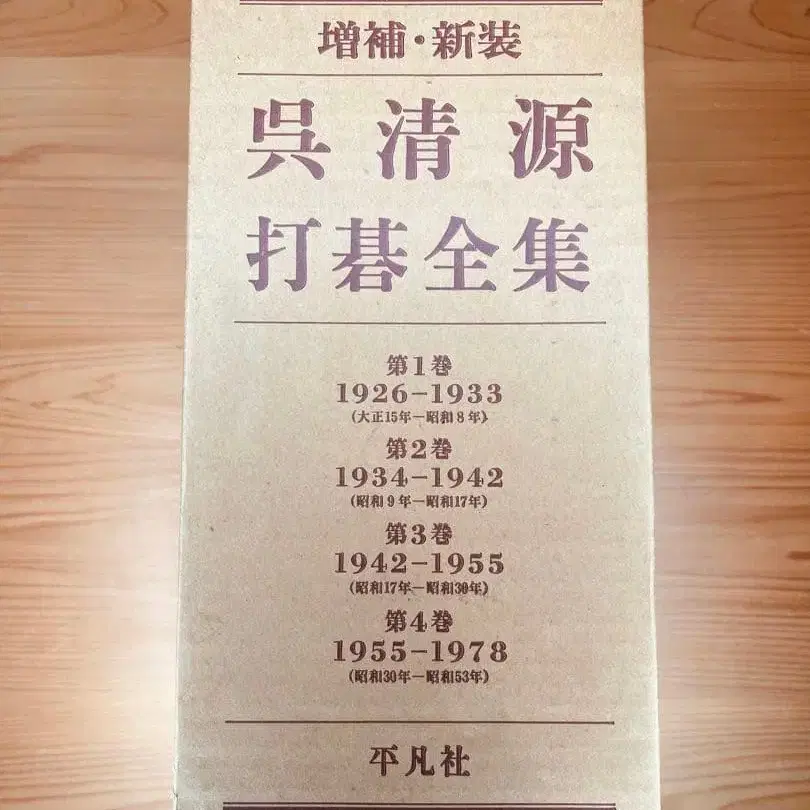 増補・新装
呉清源
打碁全集
第1巻
1926−1933
(大正15年−昭和8年)
第2巻
1934−1942
(昭和9年−昭和17年)
第3巻
1942−1955
(昭和17年−昭和30年)
第4巻
1955−1978
(昭和30年−昭和53年)
平凡社